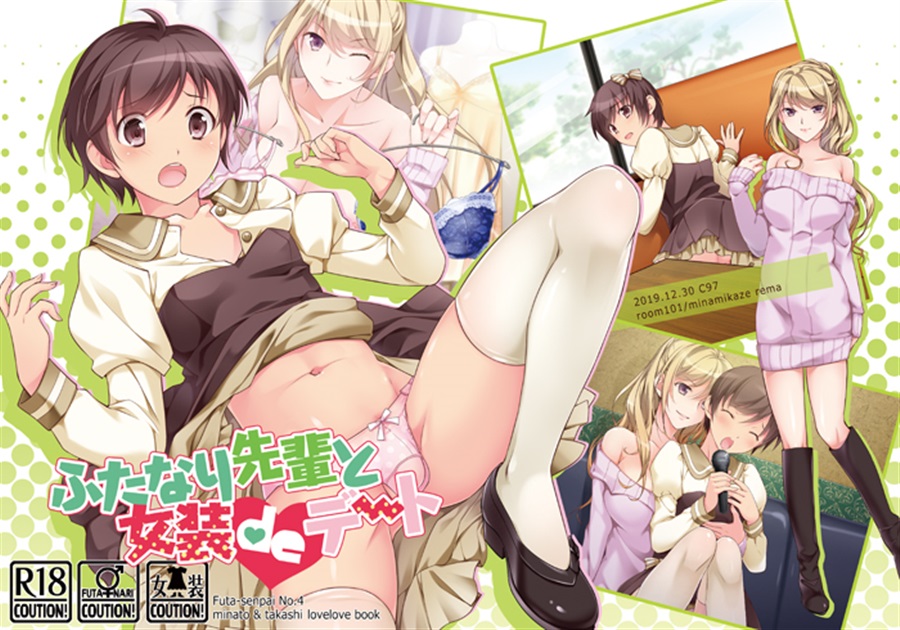 2019.12.30 C97
room101/minamikaze rema
ふたなり先輩と
女装deデート
R18
COUTION!
FUTANARI
COUTION!
女装
COUTION!
Futa-senpai No.4
minato & takashi lovelove book